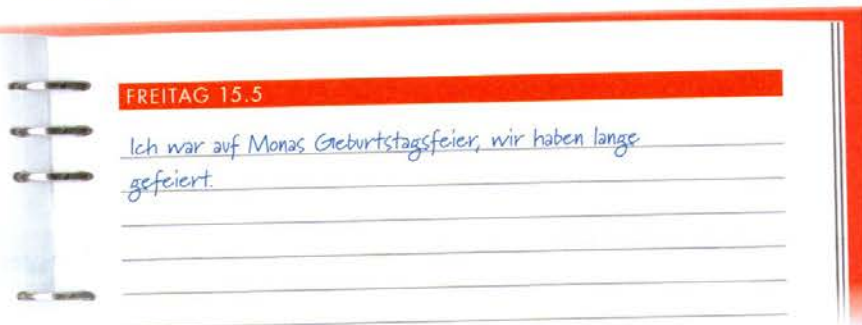 FREITAG 15.5
Ich war auf Monas Geburtstagsfeier, wir haben lange
gefeiert.